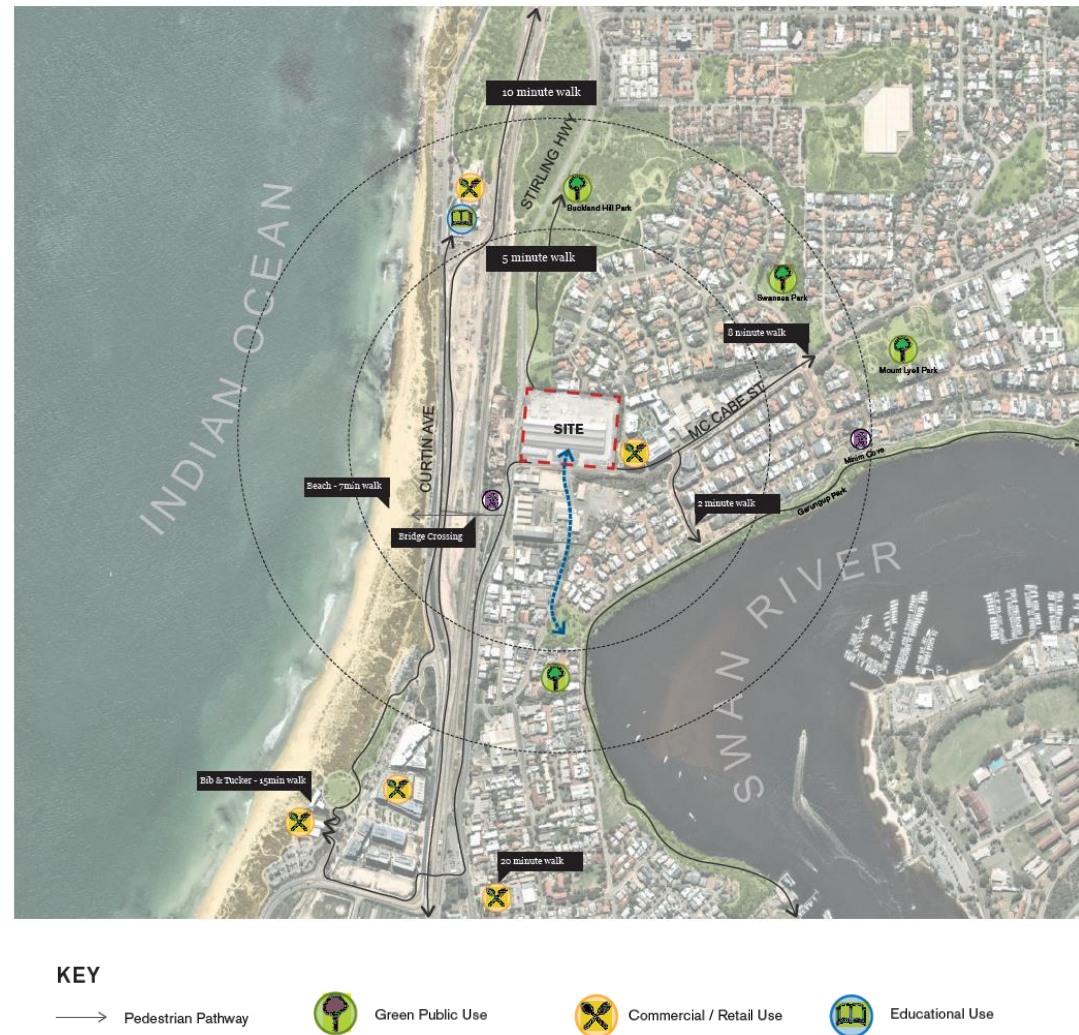 10 minute walk
STIRLING HWY
Buckland Hill Park
5 minute walk
INDIAN OCEAN
Swansea Park
8 minute walk
Mount Lyell Park
CURTIN AVE
SITE
MC CABE ST
Minim Cove
Garungup Park
Beach - 7min walk
Bridge Crossing
2 minute walk
SWAN RIVER
Bib & Tucker - 15min walk
20 minute walk
KEY
Pedestrian Pathway
Green Public Use
Commercial / Retail Use
Educational Use